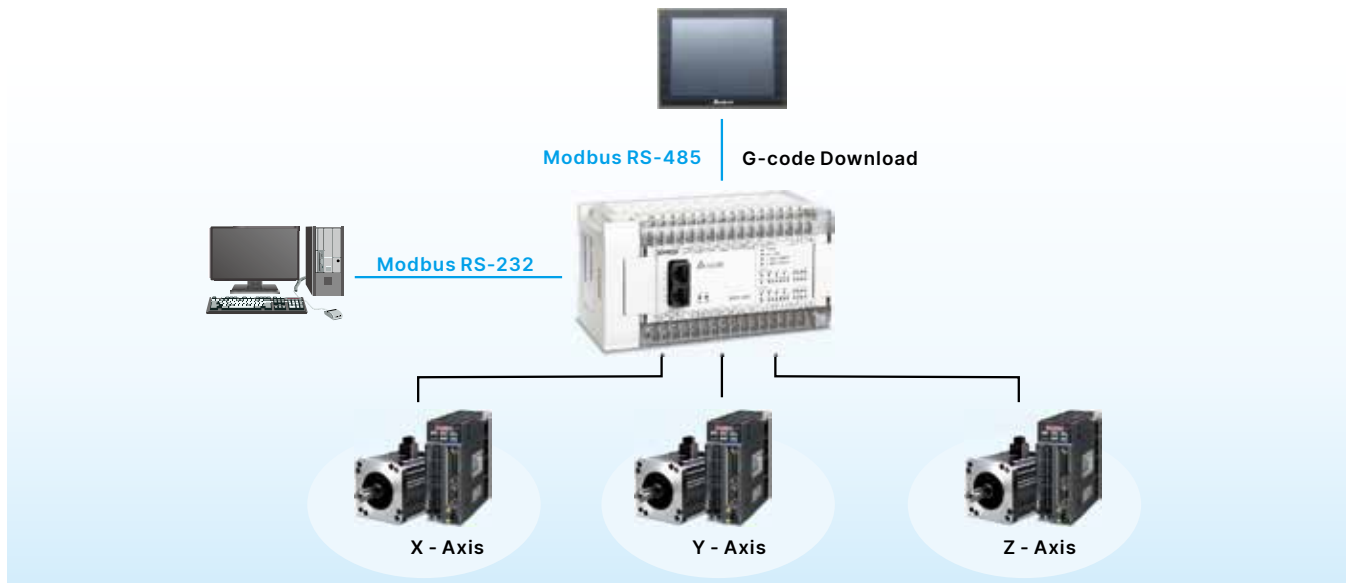 Modbus RS-485
G-code Download
Modbus RS-232
X - Axis
Y - Axis
Z - Axis